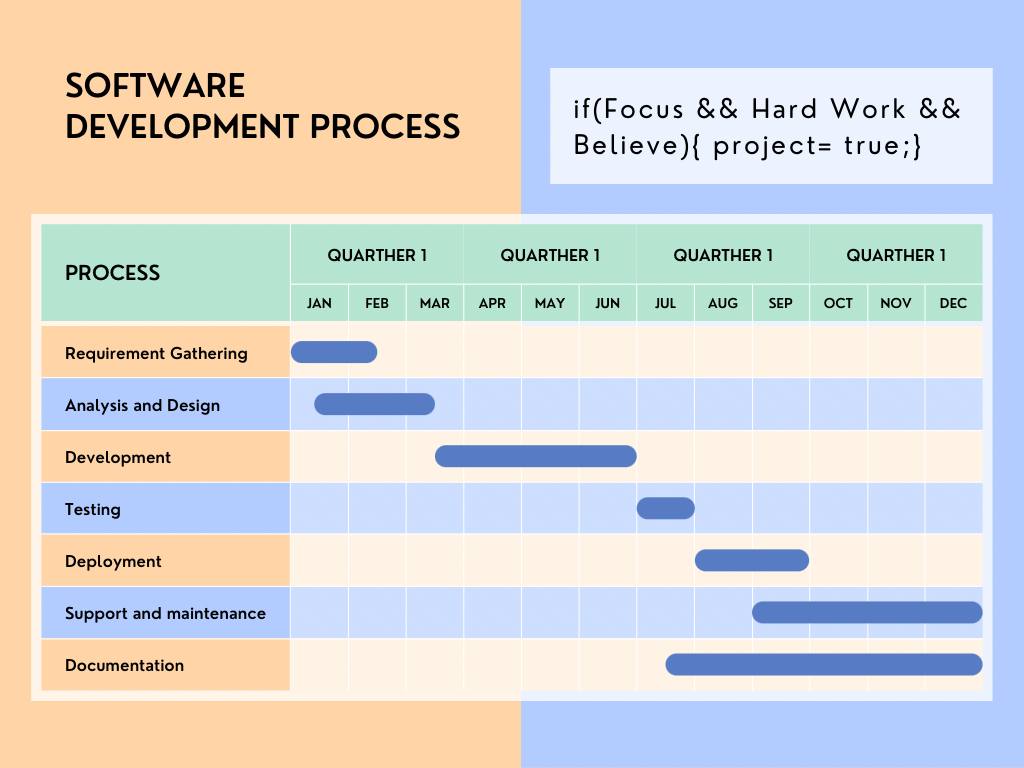 SOFTWARE
DEVELOPMENT PROCESS
if(Focus && Hard Work &&
Believe){ project= true;}
PROCESS
QUARTHER 1 QUARTHER 1 QUARTHER 1 QUARTHER 1
JAN FEB MAR APR MAY JUN JUL AUG SEP OCT NOV DEC
Requirement Gathering
Analysis and Design
Development
Testing
Deployment
Support and maintenance
Documentation